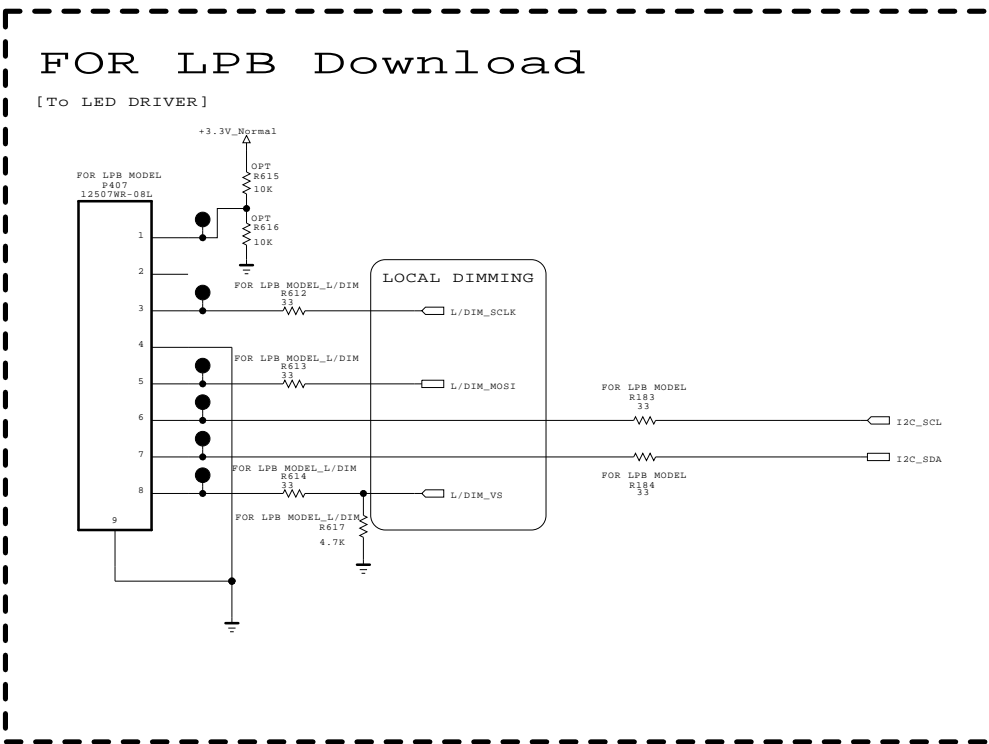 FOR LPB Download
[To LED DRIVER]
+3.3V_Normal
OPT
R615
10K
FOR LPB MODEL
P407
12507WR-08L
OPT
R616
10K
1
2
3
4
5
6
7
8
9
FOR LPB MODEL_L/DIM
R612
33
LOCAL DIMMING
L/DIM_SCLK
FOR LPB MODEL_L/DIM
R613
33
L/DIM_MOSI
FOR LPB MODEL
R183
33
I2C_SCL
I2C_SDA
FOR LPB MODEL
R184
33
FOR LPB MODEL_L/DIM
R614
33
L/DIM_VS
FOR LPB MODEL_L/DIM
R617
4.7K